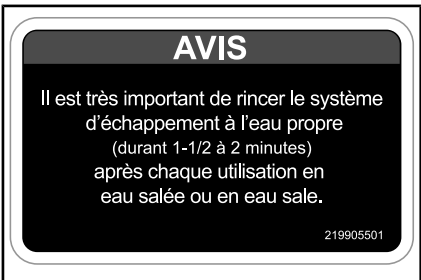 AVIS
Il est très important de rincer le système
d'échappement à l'eau propre
(durant 1-1/2 à 2 minutes)
après chaque utilisation en
eau salée ou en eau sale.
219905501